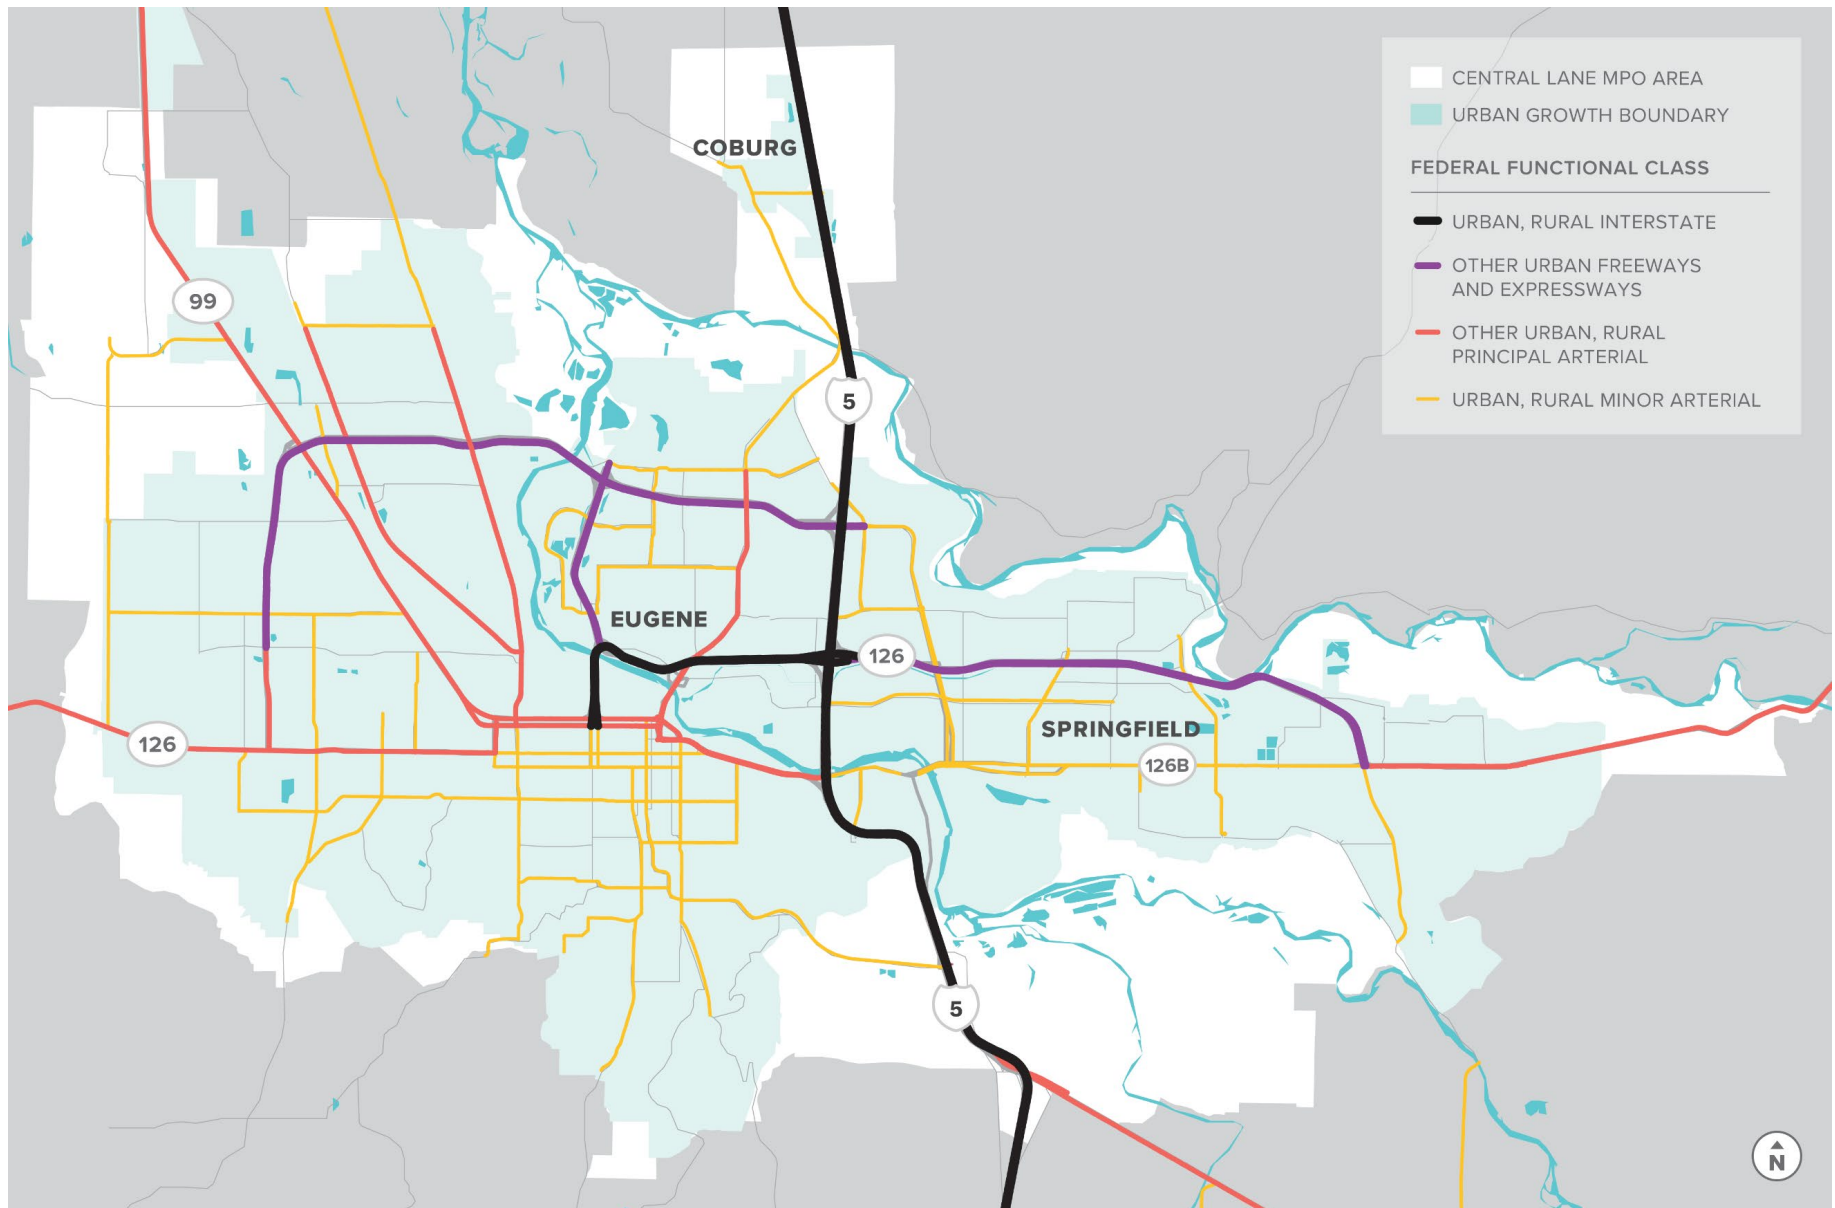 CENTRAL LANE MPO AREA
URBAN GROWTH BOUNDARY
FEDERAL FUNCTIONAL CLASS
URBAN, RURAL INTERSTATE
OTHER URBAN FREEWAYS
AND EXPRESSWAYS
OTHER URBAN, RURAL
PRINCIPAL ARTERIAL
URBAN, RURAL MINOR ARTERIAL
COBURG
99
5
EUGENE
126
SPRINGFIELD
126
126B
5
N